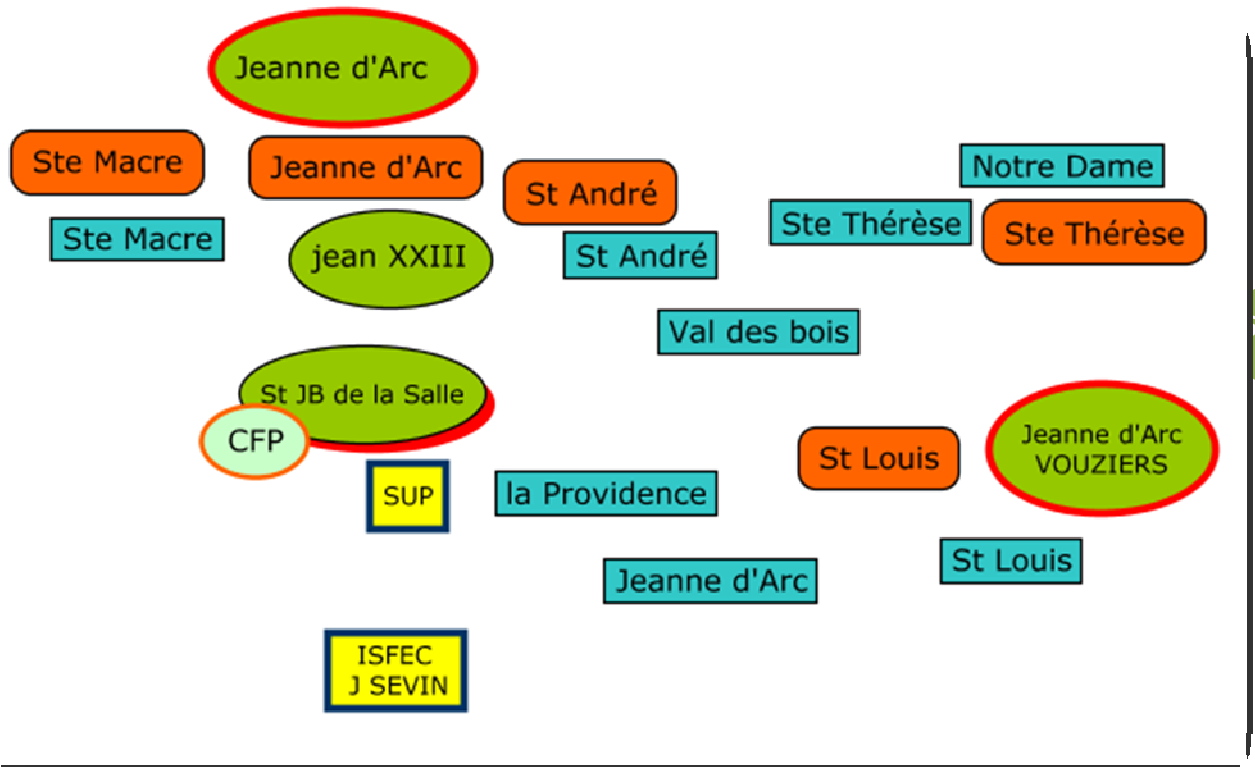 Jeanne d'Arc
Ste Macre
Jeanne d'Arc
St André
Notre Dame
Ste Thérèse
Ste Thérèse
Ste Macre
jean XXIII
St André
Val des bois
St JB de la Salle
CFP
St Louis
Jeanne d'Arc
VOUZIERS
SUP
la Providence
St Louis
Jeanne d'Arc
ISFEC
J SEVIN